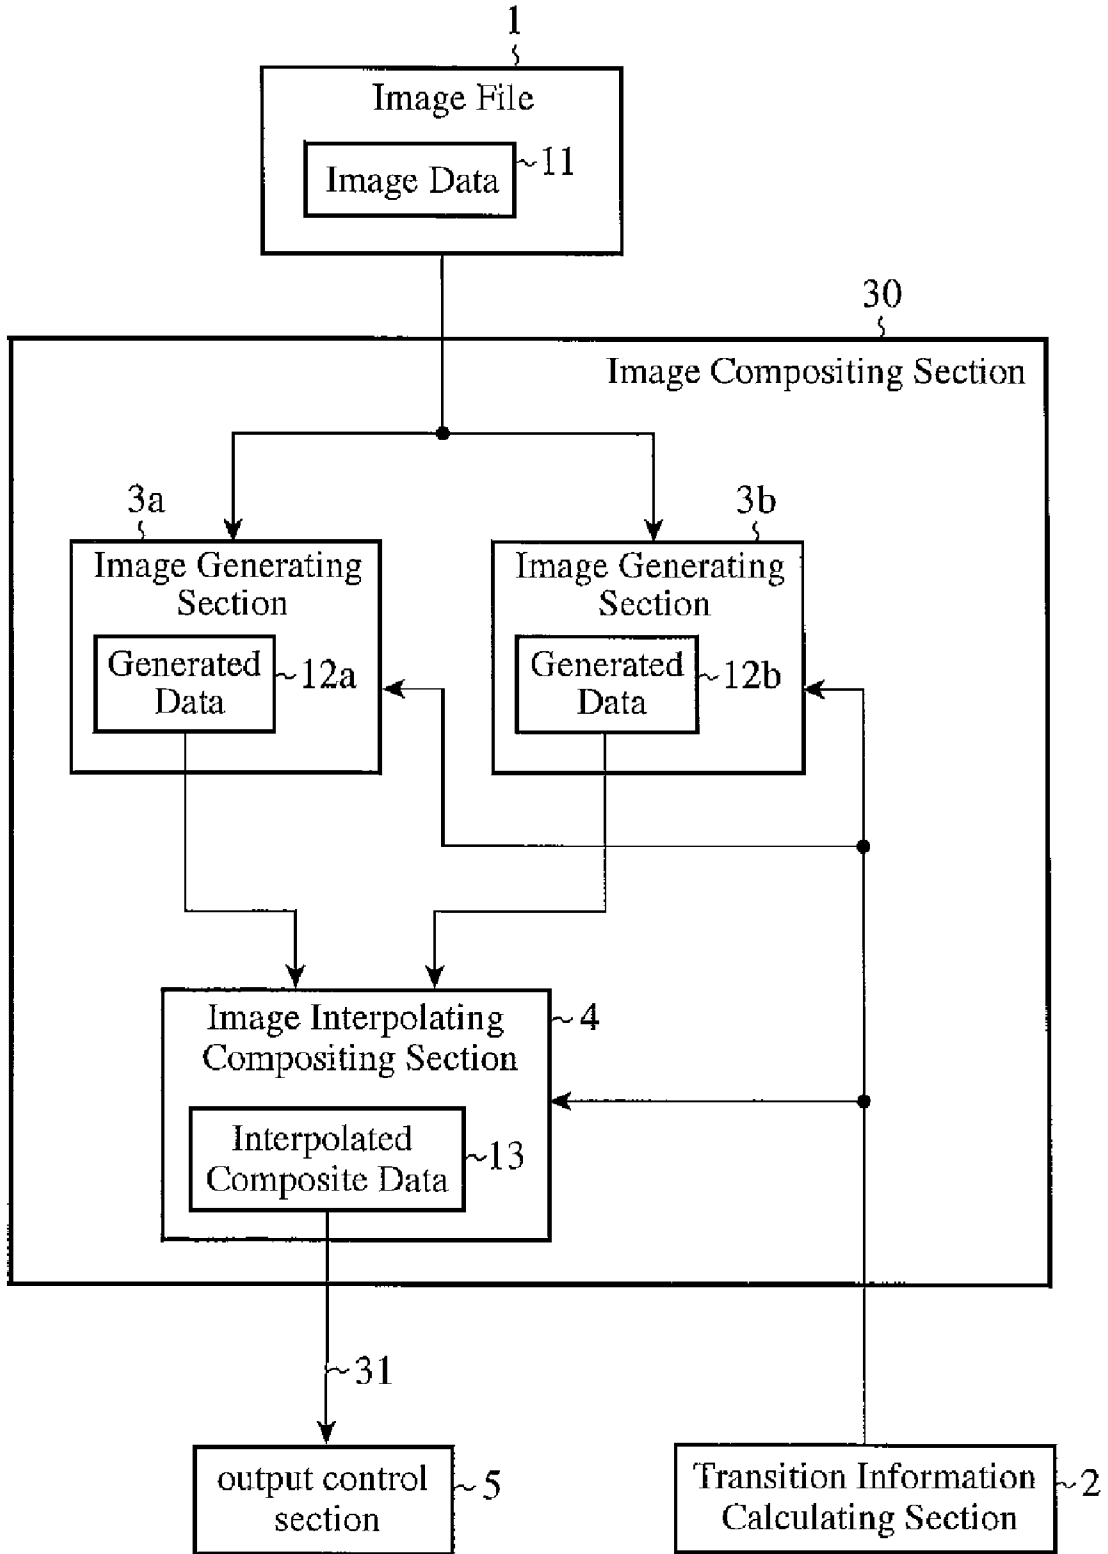 1
Image File
Image Data
11
30
Image Compositing Section
3a
Image Generating
Section
Generated
Data
12a
3b
Image Generating
Section
Generated
Data
12b
Image Interpolating
Compositing Section
4
Interpolated
Composite Data
13
31
output control
section
5
Transition Information
Calculating Section
2